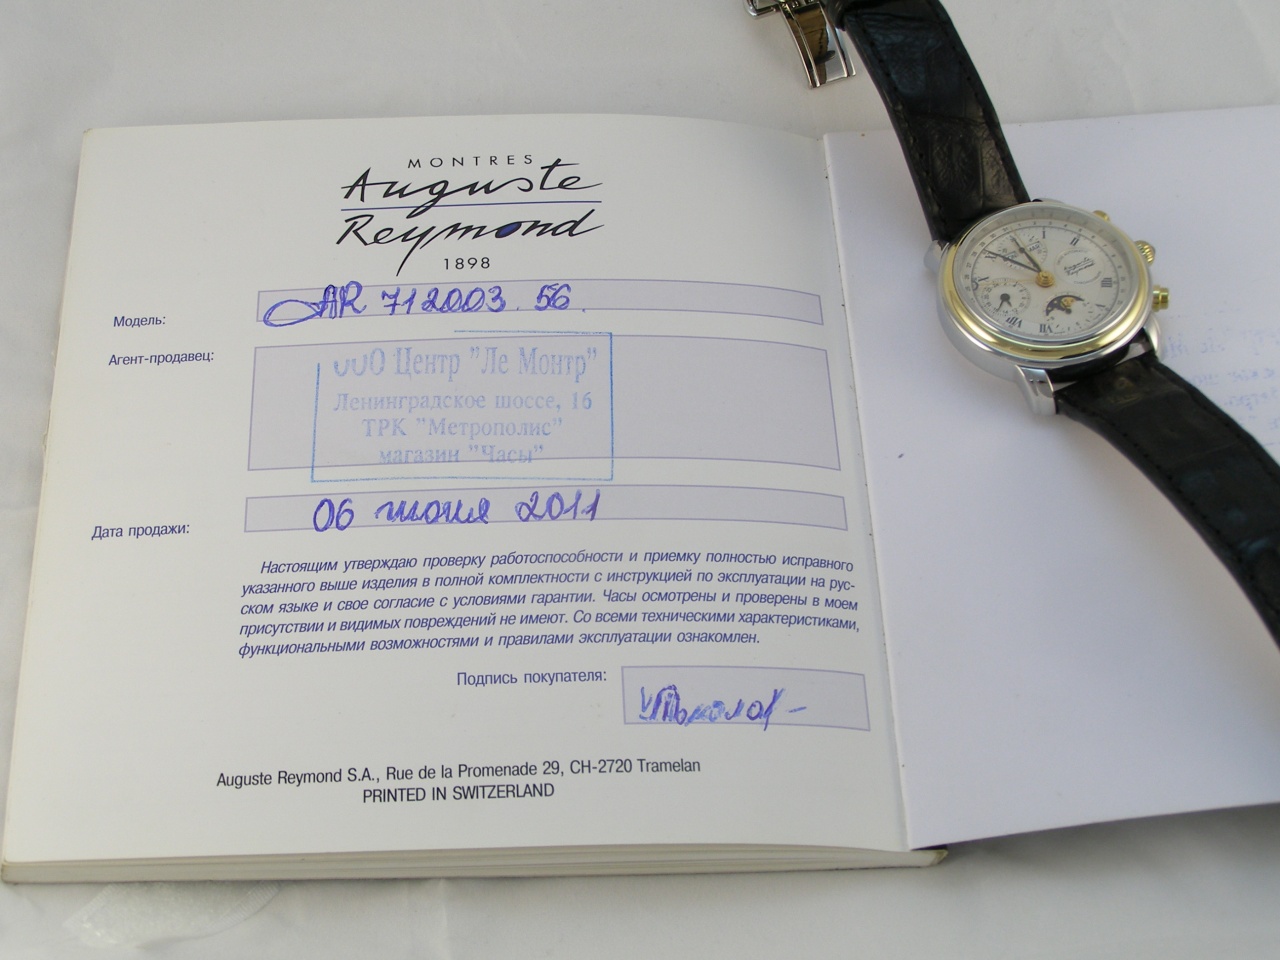 MONTRES
Auguste
Reymond
1898
Модель: AR 712003.56.
Агент-продавец:
ООО Центр "Ле Монтр"
Ленинградское шоссе, 16
ТРК "Метрополис"
магазин "Часы"
Дата продажи: 06 июня 2011
Настоящим утверждаю проверку работоспособности и приемку полностью исправного
указанного выше изделия в полной комплектности с инструкцией по эксплуатации на рус-
ском языке и свое согласие с условиями гарантии. Часы осмотрены и проверены в моем
присутствии и видимых повреждений не имеют. Со всеми техническими характеристиками,
функциональными возможностями и правилами эксплуатации ознакомлен.
Подпись покупателя:
Auguste Reymond S.A., Rue de la Promenade 29, CH-2720 Tramelan
PRINTED IN SWITZERLAND
Auguste
Reymond